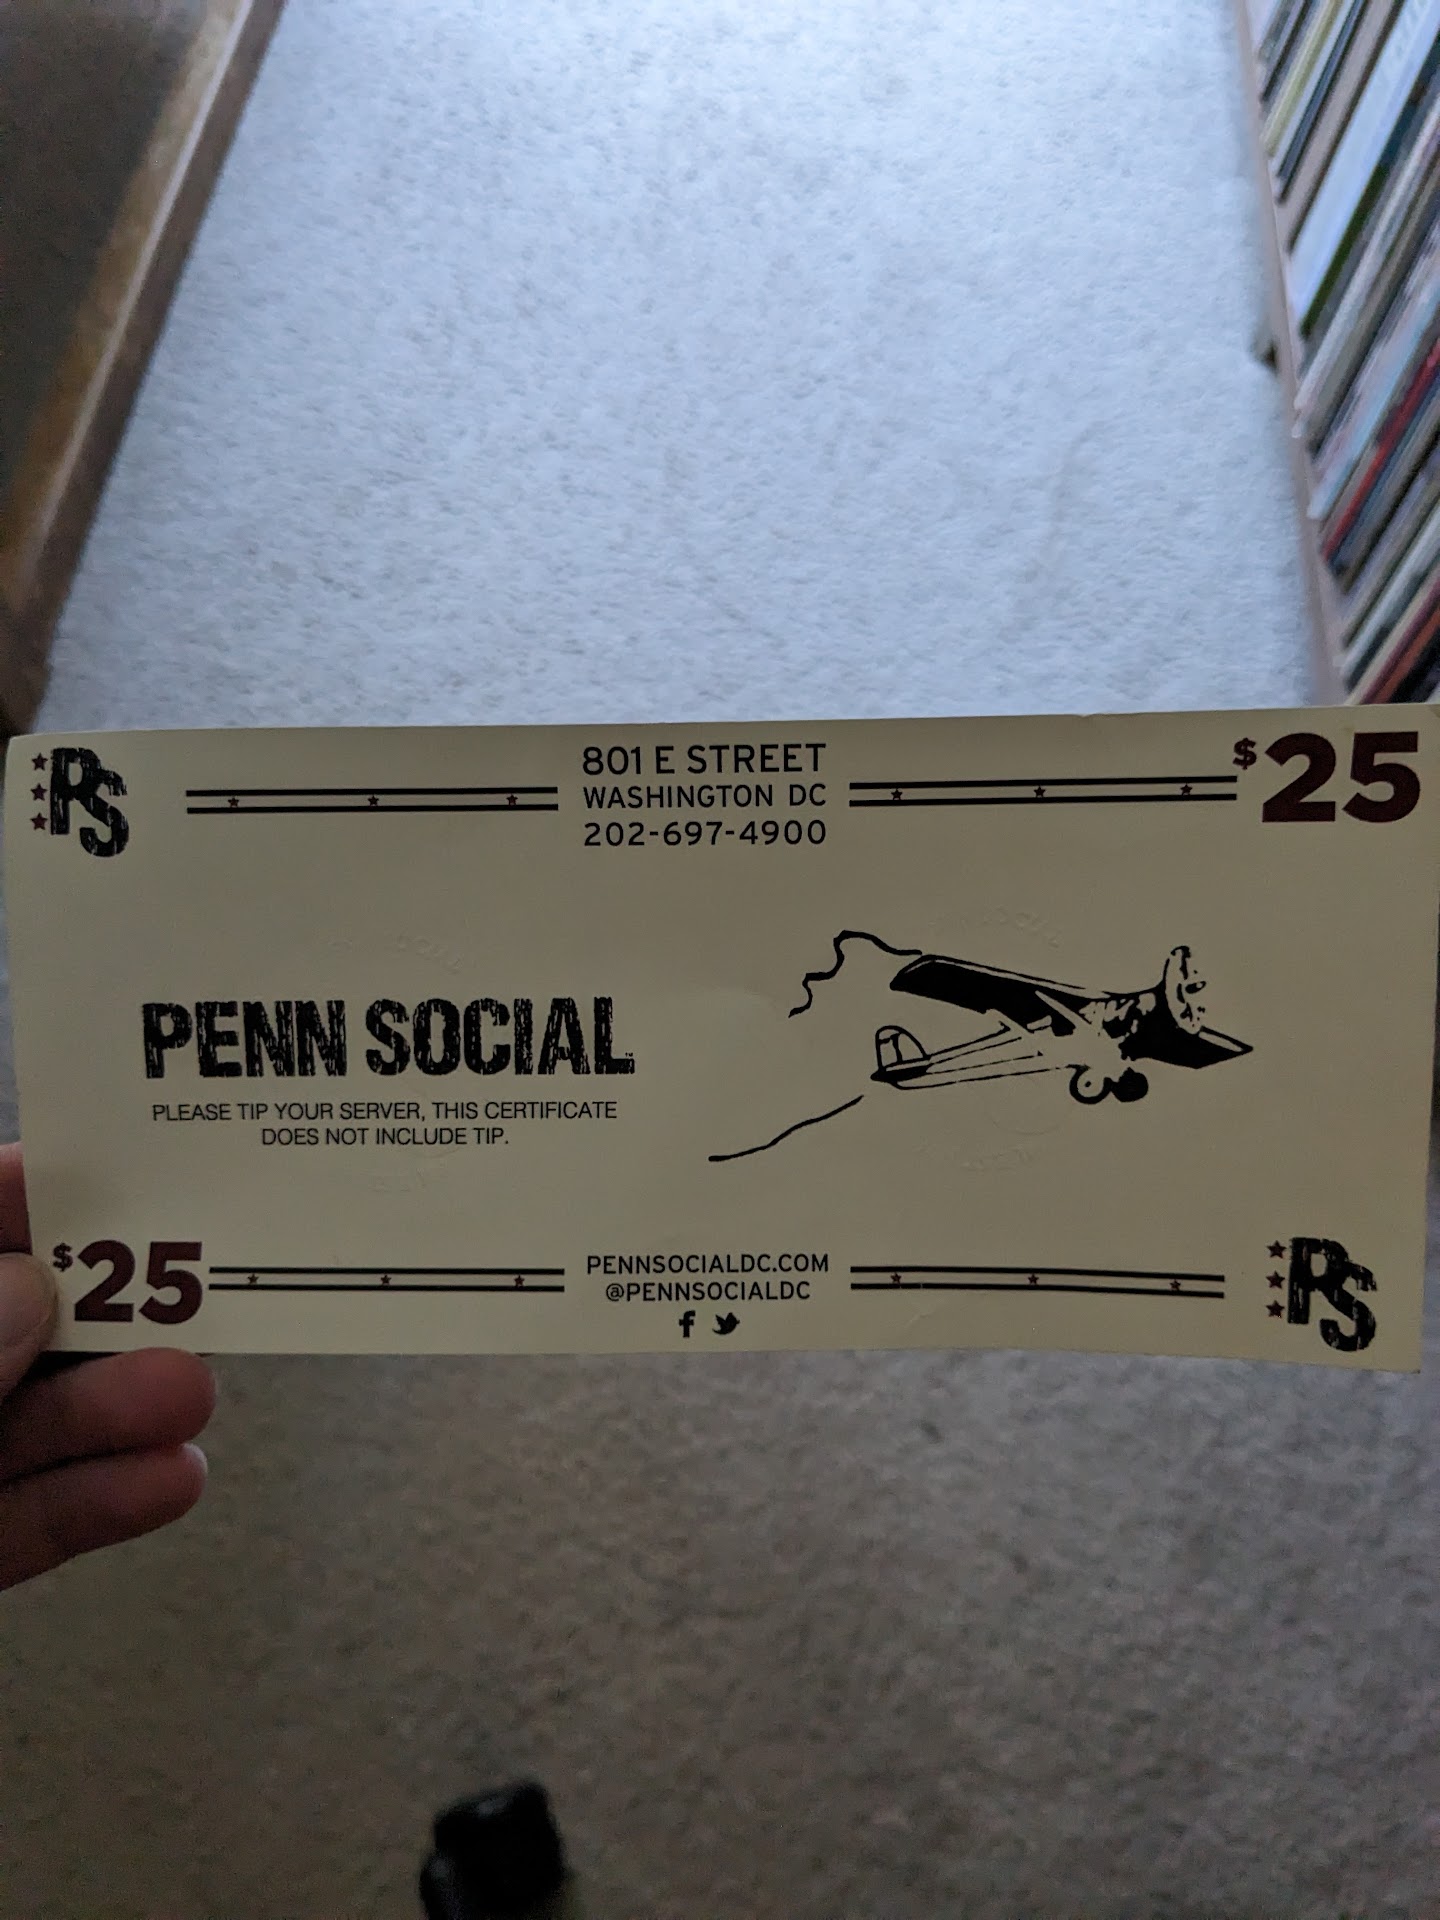 PS
801 E STREET
WASHINGTON DC
202-697-4900
$25
PENN SOCIAL
PLEASE TIP YOUR SERVER, THIS CERTIFICATE
DOES NOT INCLUDE TIP.
$25
PENNSOCIALDC.COM
@PENNSOCIALDC
f
PS